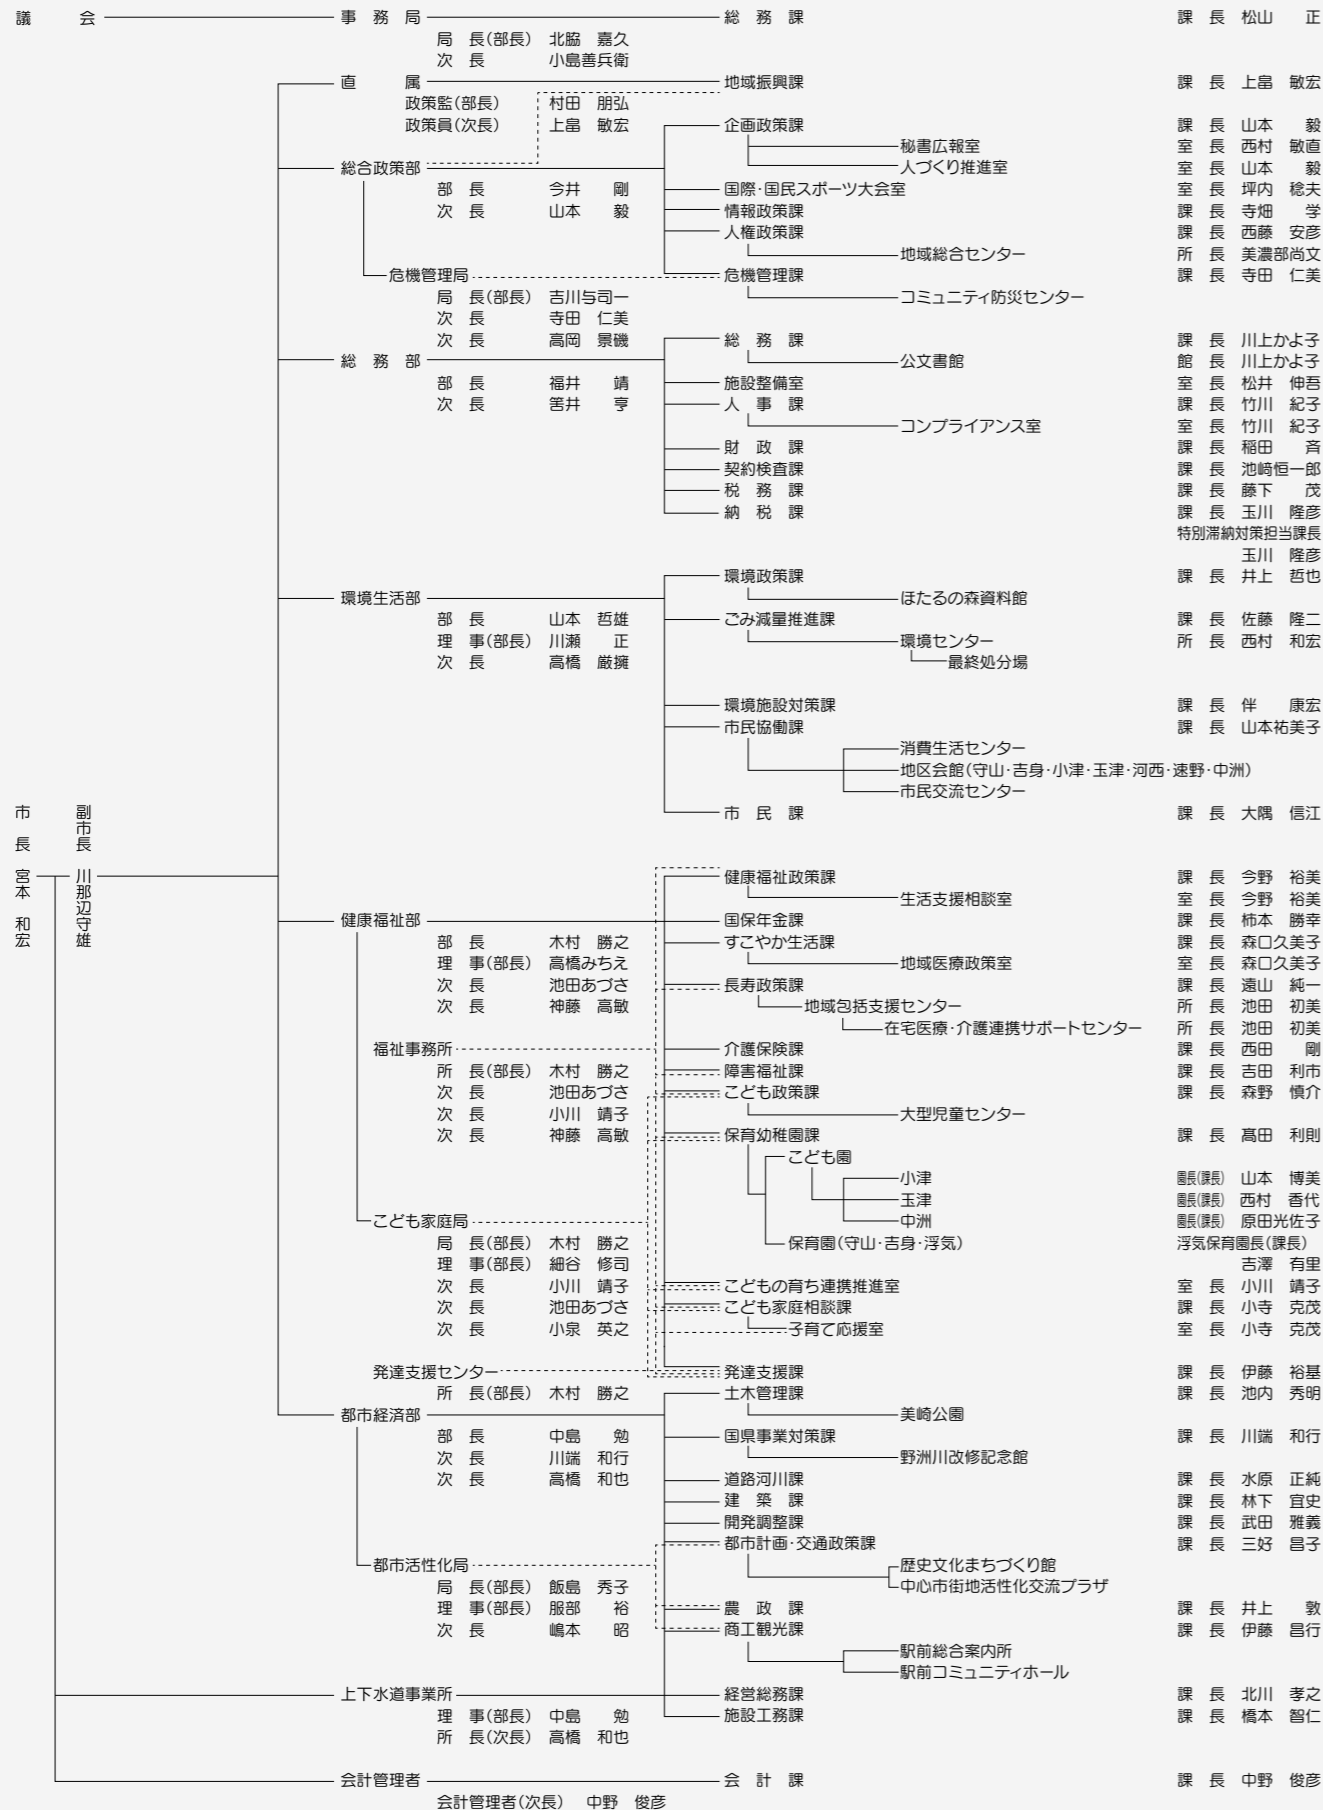 議　会　事　務　局　総　務　課　課　長　松山　正
局　長(部長)　北脇　嘉久
次　長　小島善兵衛
直　属　地域振興課　課　長　上畠　敏宏
政策監(部長)　村田　朋弘
政策員(次長)　上畠　敏宏　企画政策課　課　長　山本　毅
秘書広報室　室　長　西村　敏直
総合政策部　人づくり推進室　室　長　山本　毅
部　長　今井　剛　国際・国民スポーツ大会室　室　長　坪内　稔夫
次　長　山本　毅　情報政策課　課　長　寺畑　学
人権政策課　課　長　西藤　安彦
地域総合センター　所　長　美濃部尚文
危機管理局　危機管理課　課　長　寺田　仁美
局　長(部長)　吉川与司一　コミュニティ防災センター
次　長　寺田　仁美
次　長　高岡　景磯　総　務　課　課　長　川上かよ子
総　務　部　公文書館　館　長　川上かよ子
部　長　福井　靖　施設整備室　室　長　松井　伸吾
次　長　筈井　亨　人　事　課　課　長　竹川　紀子
コンプライアンス室　室　長　竹川　紀子
財　政　課　課　長　稲田　斉
契約検査課　課　長　池﨑恒一郎
税　務　課　課　長　藤下　茂
納　税　課　課　長　玉川　隆彦
特別滞納対策担当課長
玉川　隆彦
環境政策課　課　長　井上　哲也
環境生活部　ほたるの森資料館
部　長　山本　哲雄　ごみ減量推進課　課　長　佐藤　隆二
理　事(部長)　川瀬　正　環境センター　所　長　西村　和宏
次　長　高橋　厳擁　最終処分場
環境施設対策課　課　長　伴　康宏
市民協働課　課　長　山本祐美子
消費生活センター
地区会館(守山・吉身・小津・玉津・河西・速野・中洲)
市民交流センター
市　民　課　課　長　大隅　信江
市　長　宮本　和宏
副市長　川那辺守雄
健康福祉政策課　課　長　今野　裕美
生活支援相談室　室　長　今野　裕美
健康福祉部　国保年金課　課　長　柿本　勝幸
部　長　木村　勝之　すこやか生活課　課　長　森口久美子
理　事(部長)　高橋みちえ　地域医療政策室　室　長　森口久美子
次　長　池田あづさ　長寿政策課　課　長　遠山　純一
次　長　神藤　高敏　地域包括支援センター　所　長　池田　初美
在宅医療・介護連携サポートセンター　所　長　池田　初美
福祉事務所　介護保険課　課　長　西田　剛
所　長(部長)　木村　勝之　障害福祉課　課　長　吉田　利市
次　長　池田あづさ　こども政策課　課　長　森野　慎介
次　長　小川　靖子　大型児童センター
次　長　神藤　高敏　保育幼稚園課　課　長　髙田　利則
こども園
小津　園長(課長)　山本　博美
玉津　園長(課長)　西村　香代
こども家庭局　中洲　園長(課長)　原田光佐子
局　長(部長)　木村　勝之　保育園(守山・吉身・浮気)　浮気保育園長(課長)
理　事(部長)　細谷　修司　吉澤　有里
次　長　小川　靖子　こどもの育ち連携推進室　室　長　小川　靖子
次　長　池田あづさ　こども家庭相談課　課　長　小寺　克茂
次　長　小泉　英之　子育て応援室　室　長　小寺　克茂
発達支援センター　発達支援課　課　長　伊藤　裕基
所　長(部長)　木村　勝之　土木管理課　課　長　池内　秀明
都市経済部　美崎公園
部　長　中島　勉　国県事業対策課　課　長　川端　和行
次　長　川端　和行　野洲川改修記念館
次　長　高橋　和也　道路河川課　課　長　水原　正純
建　築　課　課　長　林下　宜史
開発調整課　課　長　武田　雅義
都市計画・交通政策課　課　長　三好　昌子
都市活性化局　歴史文化まちづくり館
局　長(部長)　飯島　秀子　中心市街地活性化交流プラザ
理　事(部長)　服部　裕　農　政　課　課　長　井上　敦
次　長　嶋本　昭　商工観光課　課　長　伊藤　昌行
駅前総合案内所
駅前コミュニティホール
上下水道事業所　経営総務課　課　長　北川　孝之
理　事(部長)　中島　勉　施設工務課　課　長　橋本　智仁
所　長(次長)　高橋　和也
会計管理者　会　計　課　課　長　中野　俊彦
会計管理者(次長)　中野　俊彦